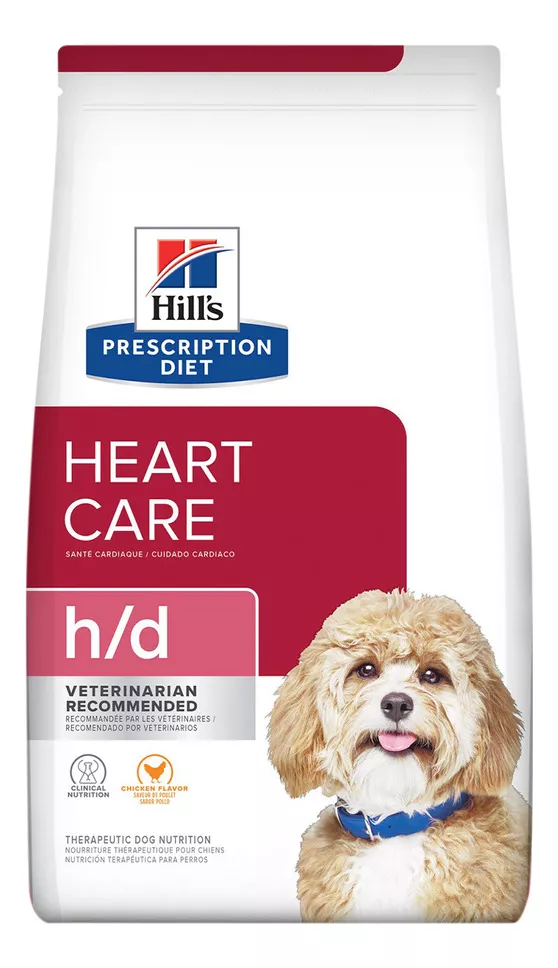 Hill's
PRESCRIPTION
DIET
HEART
CARE
SANTÉ CARDIAQUE / CUIDADO CARDIACO
h/d
VETERINARIAN
RECOMMENDED
RECOMMANDÉE PAR LES VÉTÉRINAIRES /
RECOMENDADO POR VETERINARIOS
CLINICAL
NUTRITION
CHICKEN FLAVOR
SAVEUR DE POULET
SABOR POLLO
THERAPEUTIC DOG NUTRITION
NOURRITURE THÉRAPEUTIQUE POUR CHIENS
NUTRICIÓN TERAPÉUTICA PARA PERROS